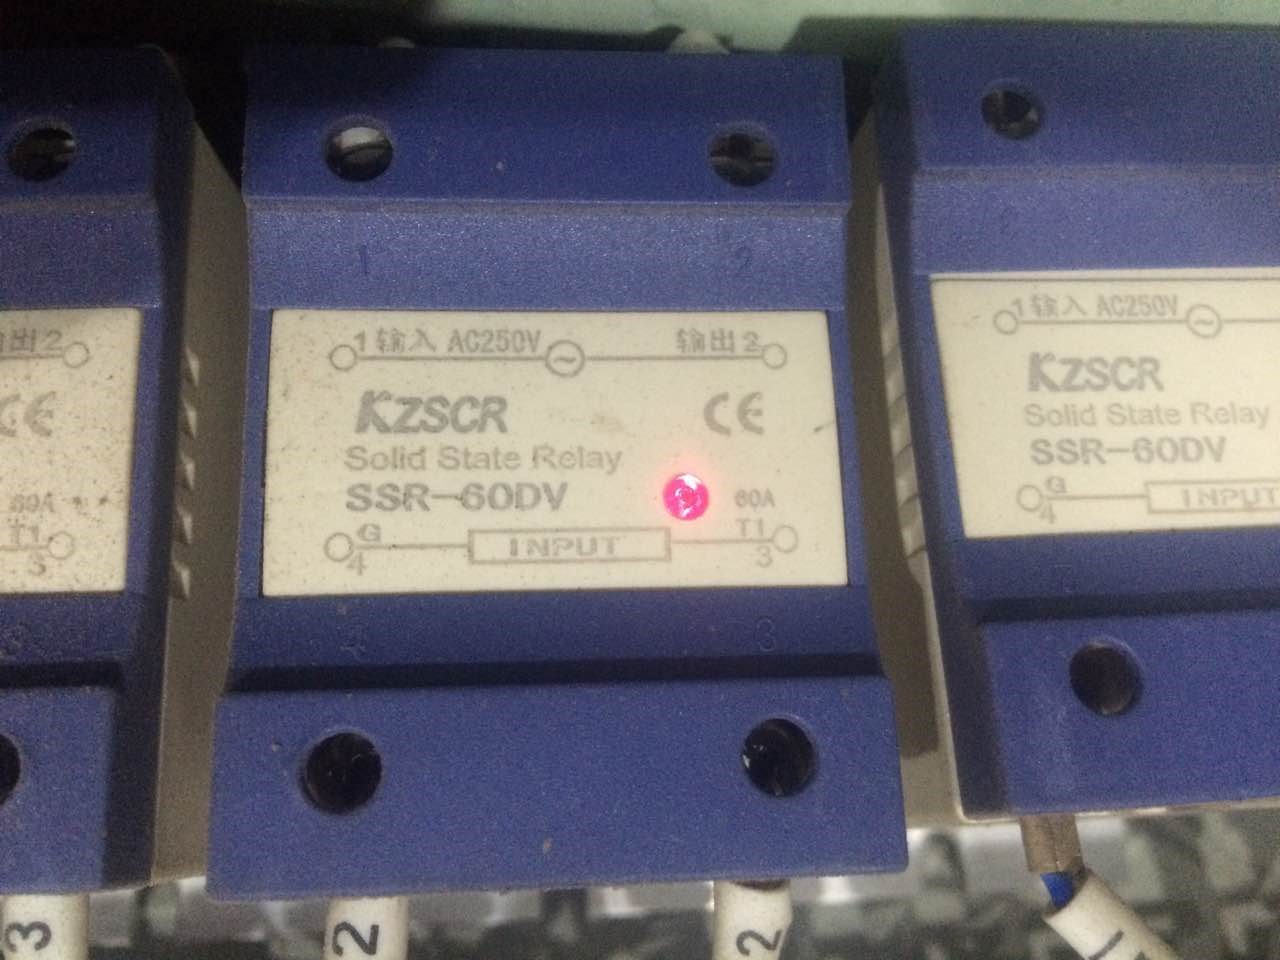 1 2
1输入 AC250V ~ 输出2
KZSCR CE
Solid State Relay
SSR-60DV 60A
G INPUT T1
4 3
4 3
2 2
输出2
CE
60A
T1
3
3
1输入 AC250V ~
KZSCR
Solid State Relay
SSR-60DV
G INPUT
4